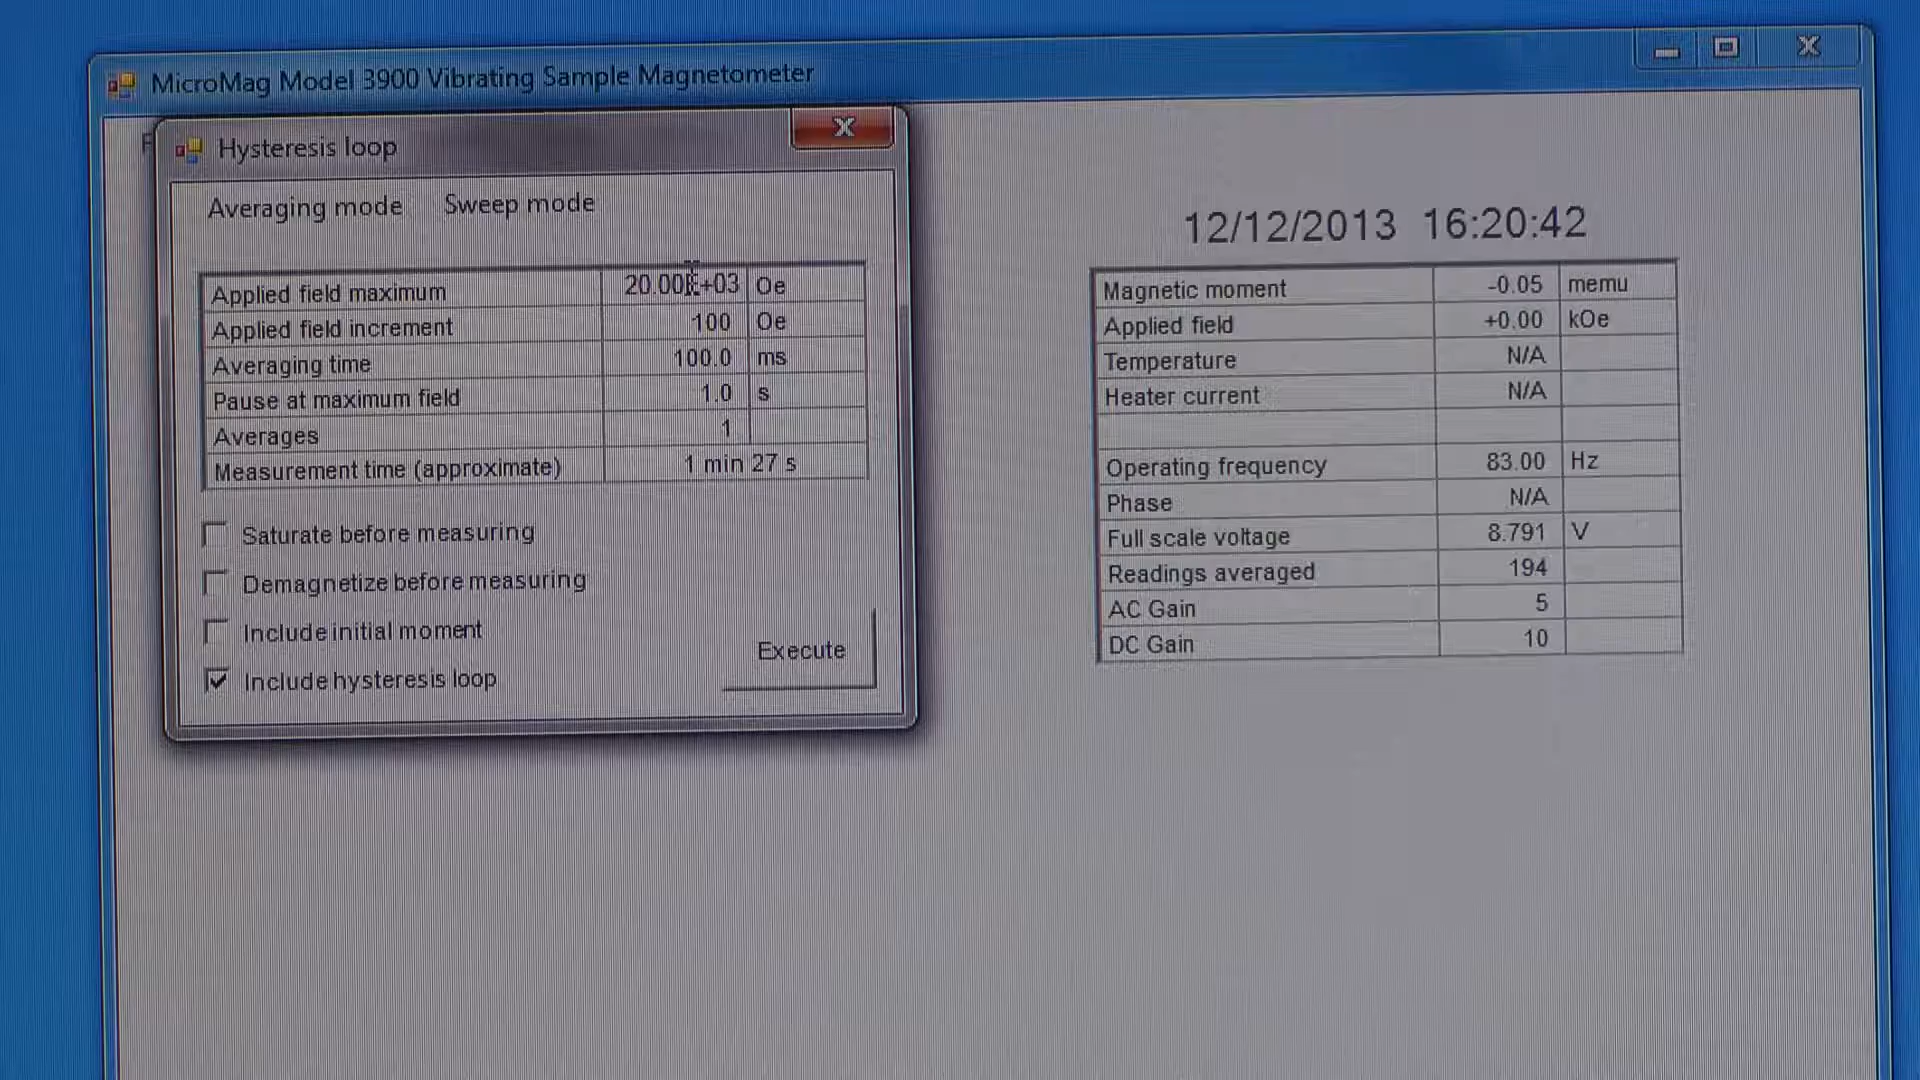 MicroMag Model 3900 Vibrating Sample Magnetometer
Hysteresis loop
Averaging mode Sweep mode
Applied field maximum 20.00E+03 Oe
Applied field increment 100 Oe
Averaging time 100.0 ms
Pause at maximum field 1.0 s
Averages 1
Measurement time (approximate) 1 min 27 s
Saturate before measuring
Demagnetize before measuring
Include initial moment
Include hysteresis loop
Execute
12/12/2013 16:20:42
Magnetic moment -0.05 memu
Applied field +0.00 kOe
Temperature N/A
Heater current N/A
Operating frequency 83.00 Hz
Phase N/A
Full scale voltage 8.791 V
Readings averaged 194
AC Gain 5
DC Gain 10